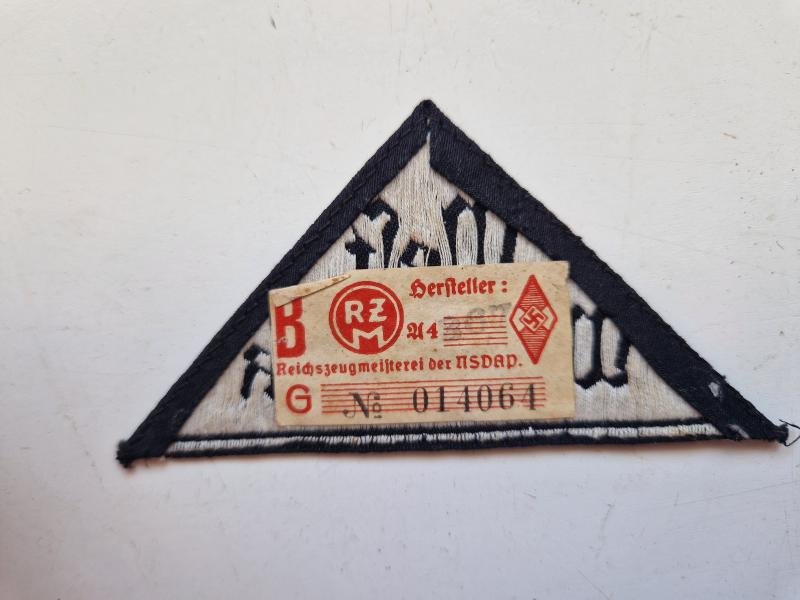 B RZM Hersteller:
A4
Reichszeugmeisterei der NSDAP.
G № 014064